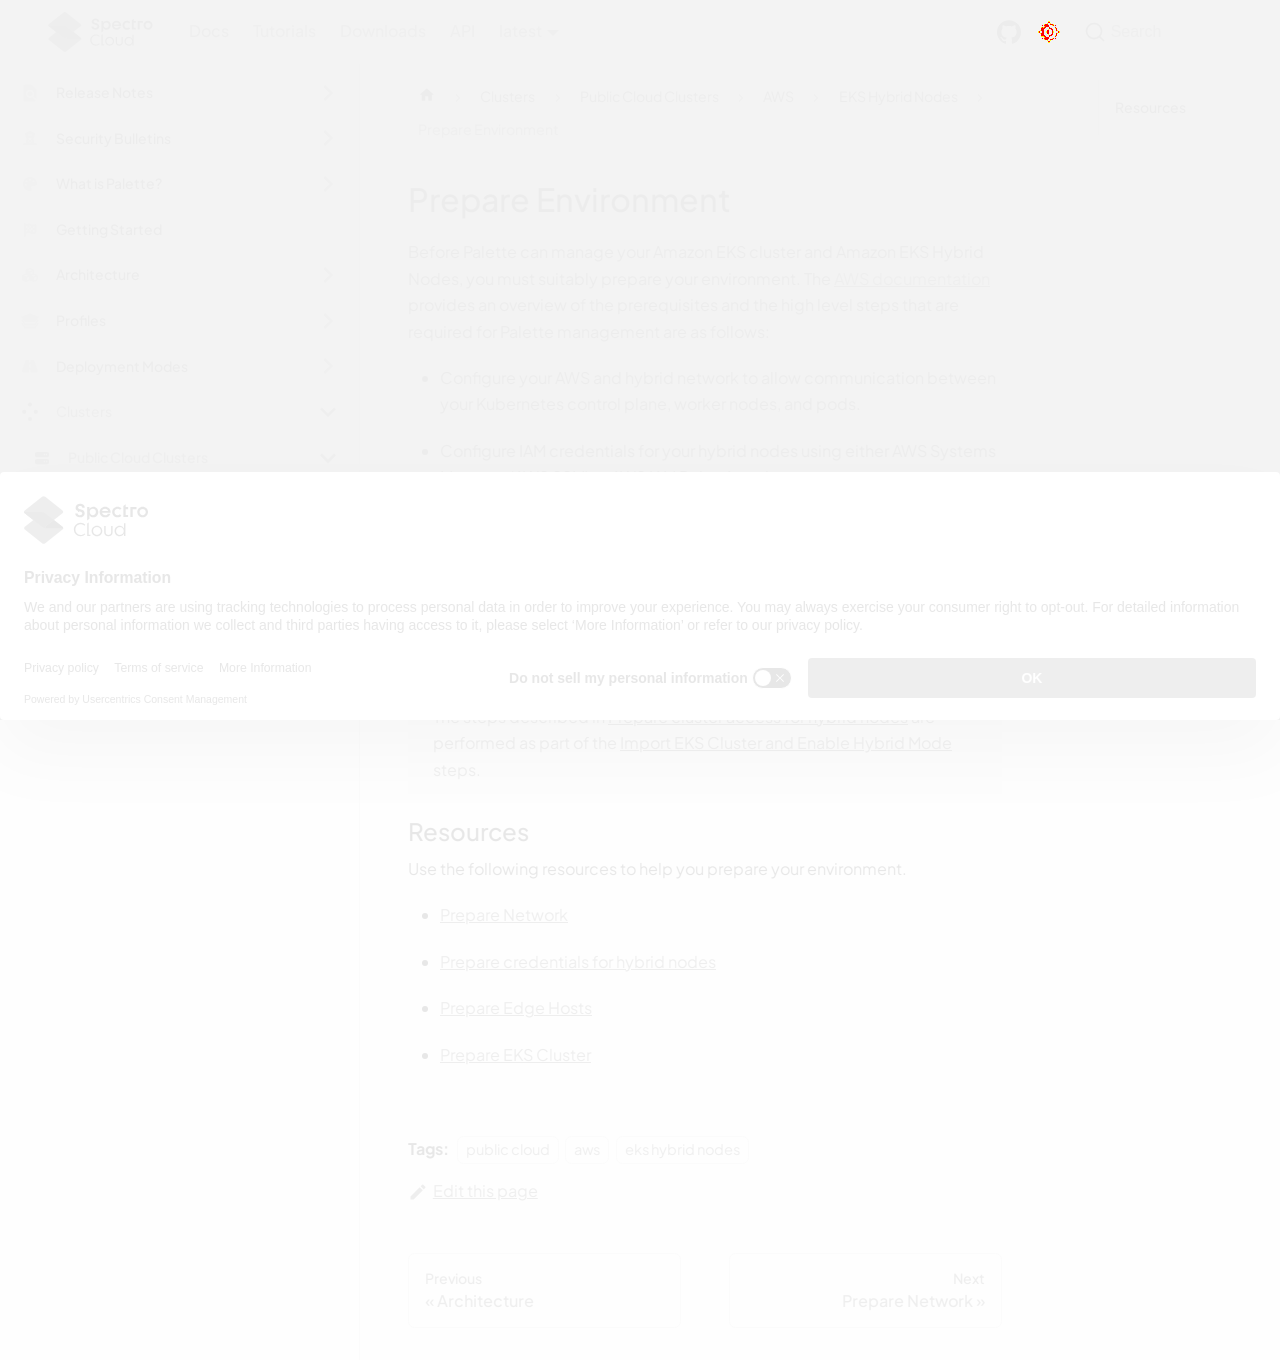 Spectro
Cloud
Docs Tutorials Downloads API latest
Search
Release Notes
Security Bulletins
What is Palette?
Getting Started
Architecture
Profiles
Deployment Modes
Clusters
Public Cloud Clusters
Clusters Public Cloud Clusters AWS EKS Hybrid Nodes
Prepare Environment
Resources
Prepare Environment
Before Palette can manage your Amazon EKS cluster and Amazon EKS Hybrid
Nodes, you must suitably prepare your environment. The AWS documentation
provides an overview of the prerequisites and the high level steps that are
required for Palette management are as follows.
Configure your AWS and hybrid network to allow communication between
your Kubernetes control plane, worker nodes, and pods.
Configure IAM credentials for your hybrid nodes using either AWS Systems
Spectro
Cloud
Privacy Information
We and our partners are using tracking technologies to process personal data in order to improve your experience. You may always exercise your consumer right to opt-out. For detailed information
about personal information we collect and third parties having access to it, please select 'More Information' or refer to our privacy policy.
Privacy policy Terms of service More Information
Do not sell my personal information
OK
Powered by Usercentrics Consent Management
The steps described in Prepare cluster access for hybrid nodes are
performed as part of the Import EKS Cluster and Enable Hybrid Mode
steps.
Resources
Use the following resources to help you prepare your environment.
Prepare Network
Prepare credentials for hybrid nodes
Prepare Edge Hosts
Prepare EKS Cluster
Tags: public cloud aws eks hybrid nodes
Edit this page
Previous
« Architecture
Next
Prepare Network »